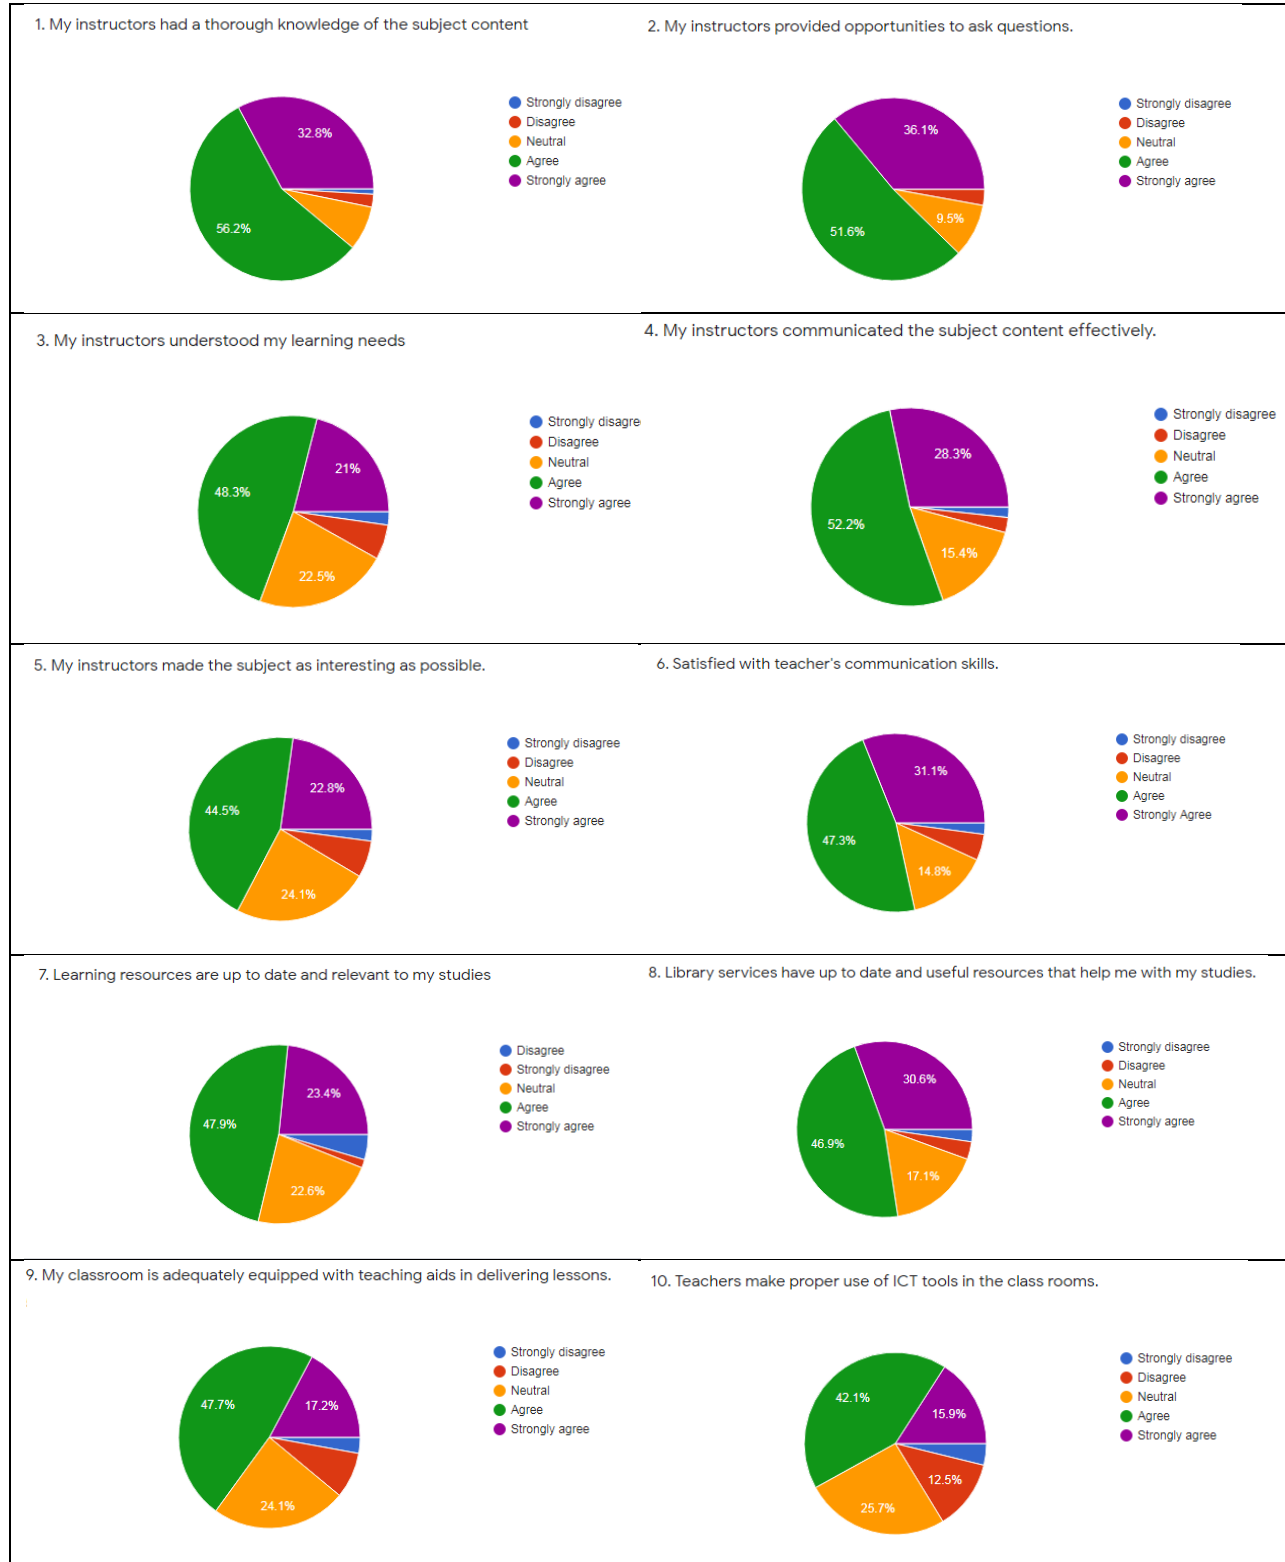 1. My instructors had a thorough knowledge of the subject content
32.8%
56.2%
Strongly disagree
Disagree
Neutral
Agree
Strongly agree
2. My instructors provided opportunities to ask questions.
36.1%
9.5%
51.6%
Strongly disagree
Disagree
Neutral
Agree
Strongly agree
3. My instructors understood my learning needs
21%
48.3%
22.5%
Strongly disagre
Disagree
Neutral
Agree
Strongly agree
4. My instructors communicated the subject content effectively.
28.3%
52.2%
15.4%
Strongly disagree
Disagree
Neutral
Agree
Strongly agree
5. My instructors made the subject as interesting as possible.
22.8%
44.5%
24.1%
Strongly disagree
Disagree
Neutral
Agree
Strongly agree
6. Satisfied with teacher's communication skills.
31.1%
47.3%
14.8%
Strongly disagree
Disagree
Neutral
Agree
Strongly Agree
7. Learning resources are up to date and relevant to my studies
23.4%
47.9%
22.6%
Disagree
Strongly disagree
Neutral
Agree
Strongly agree
8. Library services have up to date and useful resources that help me with my studies.
30.6%
46.9%
17.1%
Strongly disagree
Disagree
Neutral
Agree
Strongly agree
9. My classroom is adequately equipped with teaching aids in delivering lessons.
47.7%
17.2%
24.1%
Strongly disagree
Disagree
Neutral
Agree
Strongly agree
10. Teachers make proper use of ICT tools in the class rooms.
42.1%
15.9%
12.5%
25.7%
Strongly disagree
Disagree
Neutral
Agree
Strongly agree